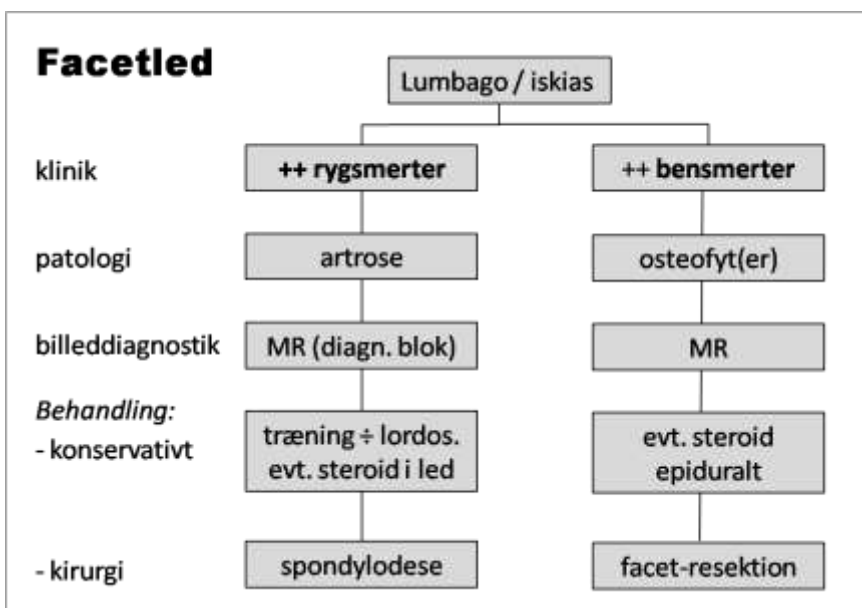 Facetled
Lumbago / iskias
klinik
++ rygsmerter
++ bensmerter
patologi
artrose
osteofyt(er)
billeddiagnostik
MR (diagn. blok)
MR
Behandling:
- konservativt
træning ÷ lordos.
evt. steroid i led
evt. steroid
epiduralt
- kirurgi
spondylodese
facet-resektion